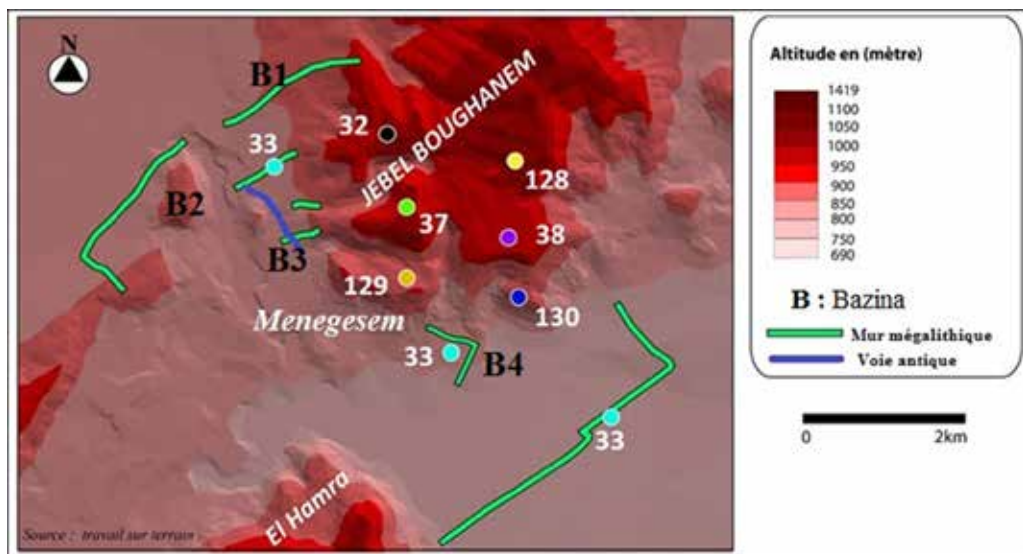 N
B1
32
33
JEBEL BOUGHANEM
128
B2
37
38
B3
129
130
Menegesem
33
B4
33
El Hamra
Source : travail sur terrain
Altitude en (mètre)
1419
1100
1050
1000
950
900
850
800
750
690
B : Bazina
Mur mégalithique
Voie antique
0 2km